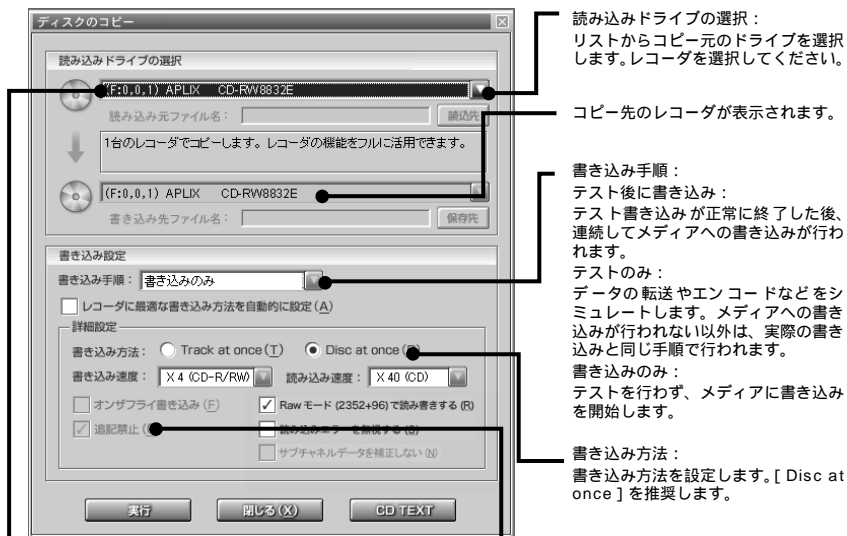 ディスクのコピー
読み込みドライブの選択
(F:0,0,1) APLIX CD-RW8832E
読み込み元ファイル名：
読込先
1台のレコーダでコピーします。レコーダの機能をフルに活用できます。
(F:0,0,1) APLIX CD-RW8832E
書き込み先ファイル名：
保存先
書き込み設定
書き込み手順： 書き込みのみ
レコーダに最適な書き込み方法を自動的に設定(A)
詳細設定
書き込み方法： Track at once(T) Disc at once
書き込み速度： X4 (CD-R/RW) 読み込み速度： X40 (CD)
オンザフライ書き込み(F) Rawモード (2352+96)で読み書きする(R)
追記禁止 読み込みエラーを無視する(S)
サブチャネルデータを補正しない(N)
実行 閉じる(X) CD TEXT
読み込みドライブの選択：
リストからコピー元のドライブを選択
します。レコーダを選択してください。
コピー先のレコーダが表示されます。
書き込み手順：
テスト後に書き込み：
テスト書き込みが正常に終了した後、
連続してメディアへの書き込みが行わ
れます。
テストのみ：
データの転送やエンコードなどをシ
ミュレートします。メディアへの書き
込みが行われない以外は、実際の書き
込みと同じ手順で行われます。
書き込みのみ：
テストを行わず、メディアに書き込み
を開始します。
書き込み方法：
書き込み方法を設定します。[ Disc at
once ] を推奨します。